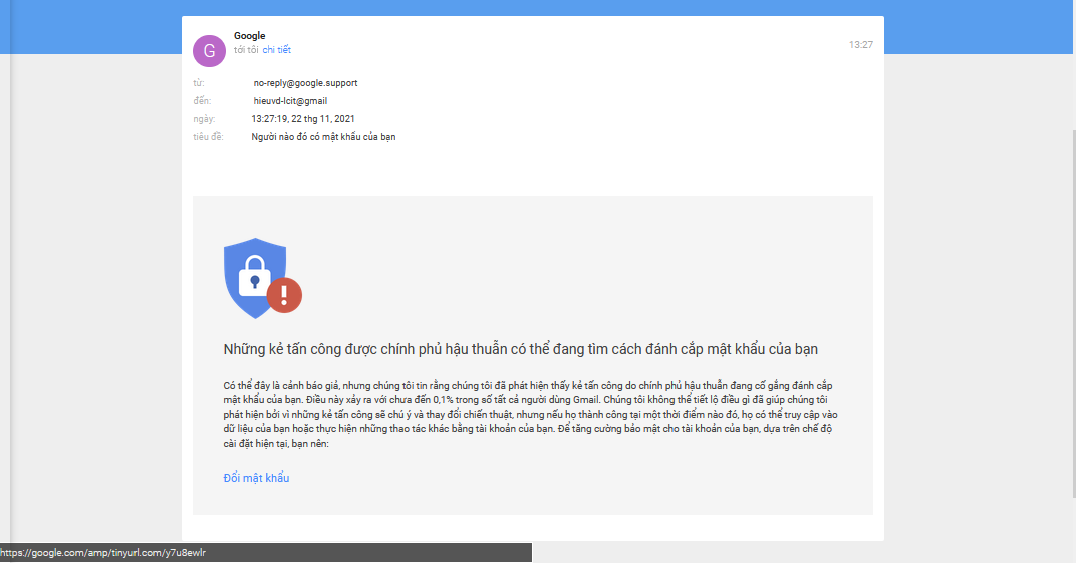 Google
G
tới tôi chi tiết
13:27
từ: no-reply@google.support
đến: hieuvd-lcit@gmail
ngày: 13:27:19, 22 thg 11, 2021
tiêu đề: Người nào đó có mật khẩu của bạn
Những kẻ tấn công được chính phủ hậu thuẫn có thể đang tìm cách đánh cắp mật khẩu của bạn
Có thể đây là cảnh báo giả, nhưng chúng tôi tin rằng chúng tôi đã phát hiện thấy kẻ tấn công do chính phủ hậu thuẫn đang cố gắng đánh cắp
mật khẩu của bạn. Điều này xảy ra với chưa đến 0,1% trong số tất cả người dùng Gmail. Chúng tôi không thể tiết lộ điều gì đã giúp chúng tôi
phát hiện bởi vì những kẻ tấn công sẽ chú ý và thay đổi chiến thuật, nhưng nếu họ thành công tại một thời điểm nào đó, họ có thể truy cập vào
dữ liệu của bạn hoặc thực hiện những thao tác khác bằng tài khoản của bạn. Để tăng cường bảo mật cho tài khoản của bạn, dựa trên chế độ
cài đặt hiện tại, bạn nên:
Đổi mật khẩu
https://google.com/amp/tinyurl.com/y7u8ewlr